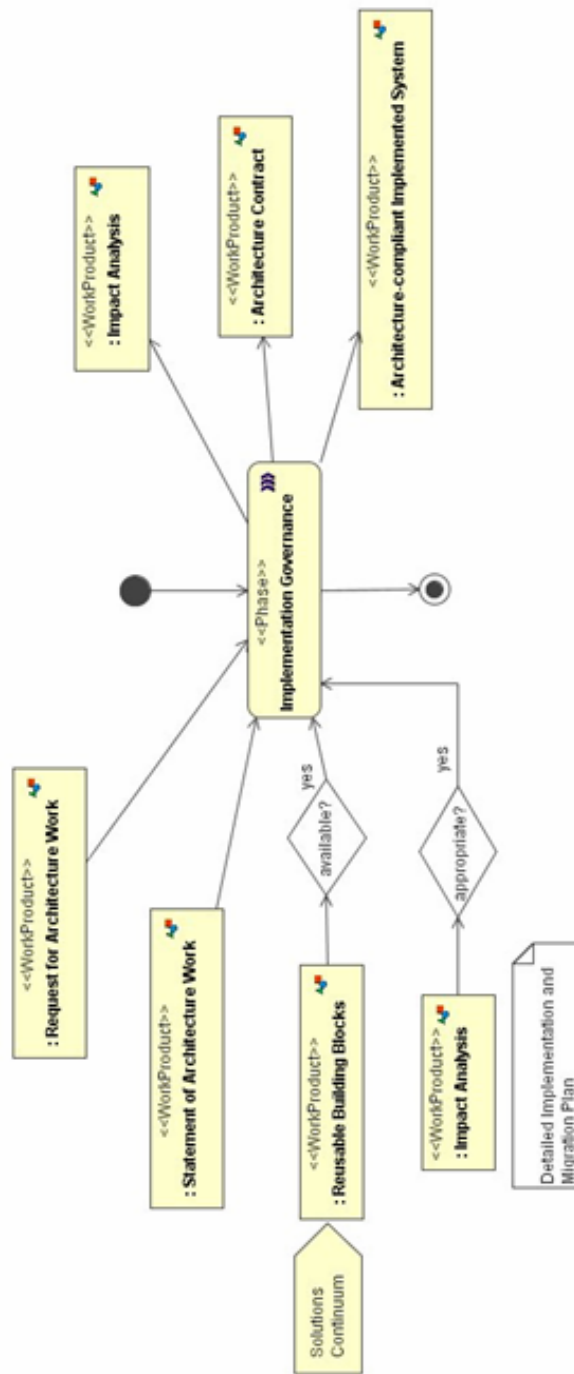 <<WorkProduct>>
: Request for Architecture Work
<<WorkProduct>>
: Statement of Architecture Work
Solutions
Continuum
<<WorkProduct>>
: Reusable Building Blocks
available?
yes
<<WorkProduct>>
: Impact Analysis
appropriate?
yes
Detailed Implementation and
Migration Plan
<<Phase>>
Implementation Governance
<<WorkProduct>>
: Impact Analysis
<<WorkProduct>>
: Architecture Contract
<<WorkProduct>>
: Architecture-compliant Implemented System